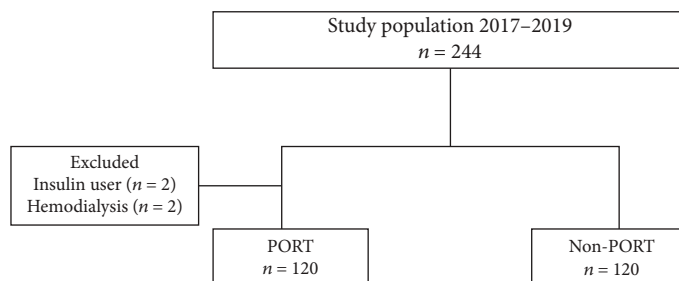 Study population 2017–2019
n = 244
Excluded
Insulin user (n = 2)
Hemodialysis (n = 2)
PORT
n = 120
Non-PORT
n = 120